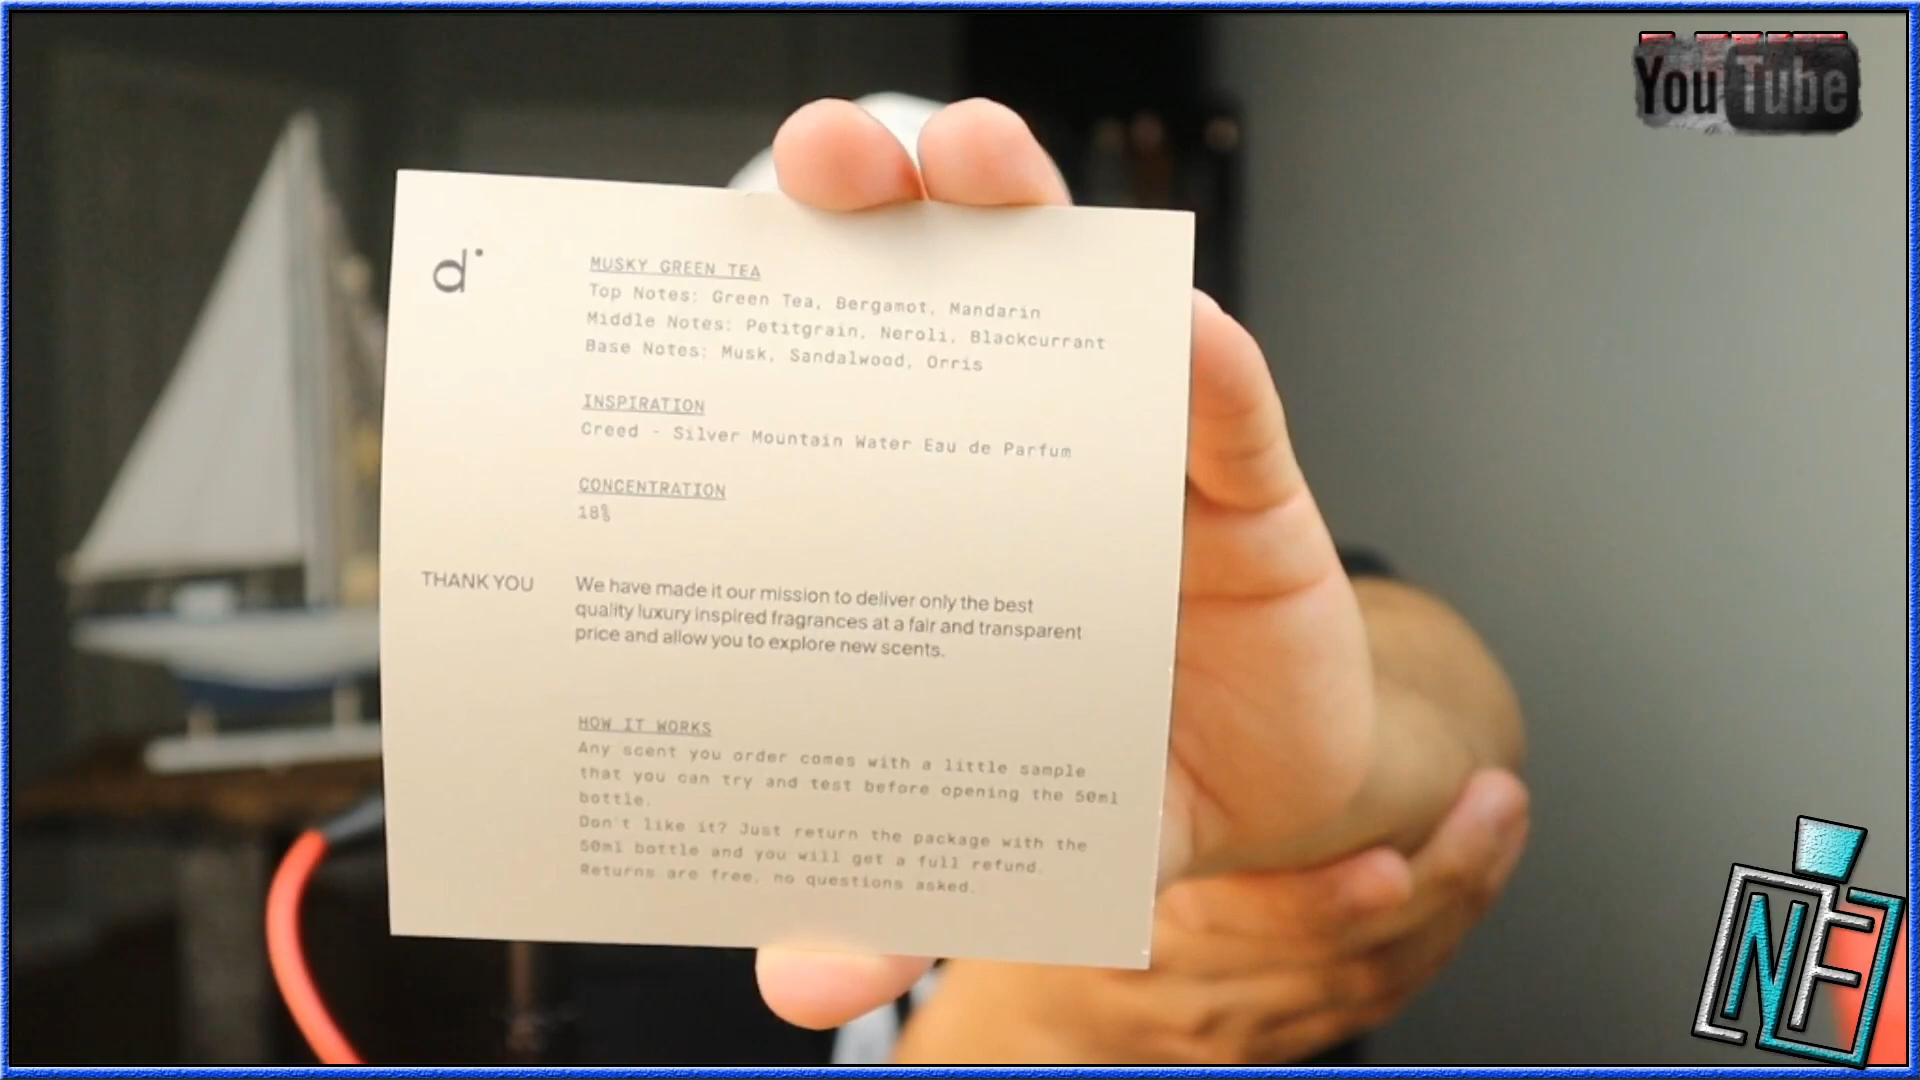 You Tube
d·
MUSKY GREEN TEA
Top Notes: Green Tea, Bergamot, Mandarin
Middle Notes: Petitgrain, Neroli, Blackcurrant
Base Notes: Musk, Sandalwood, Orris
INSPIRATION
Creed - Silver Mountain Water Eau de Parfum
CONCENTRATION
18%
THANK YOU
We have made it our mission to deliver only the best
quality luxury inspired fragrances at a fair and transparent
price and allow you to explore new scents.
HOW IT WORKS
Any scent you order comes with a little sample
that you can try and test before opening the 50ml
bottle.
Don't like it? Just return the package with the
50ml bottle and you will get a full refund.
Returns are free, no questions asked.
NF